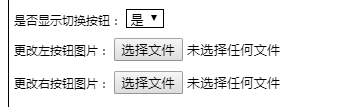 是否显示切换按钮： 是 ▼
更改左按钮图片： 选择文件 未选择任何文件
更改右按钮图片： 选择文件 未选择任何文件